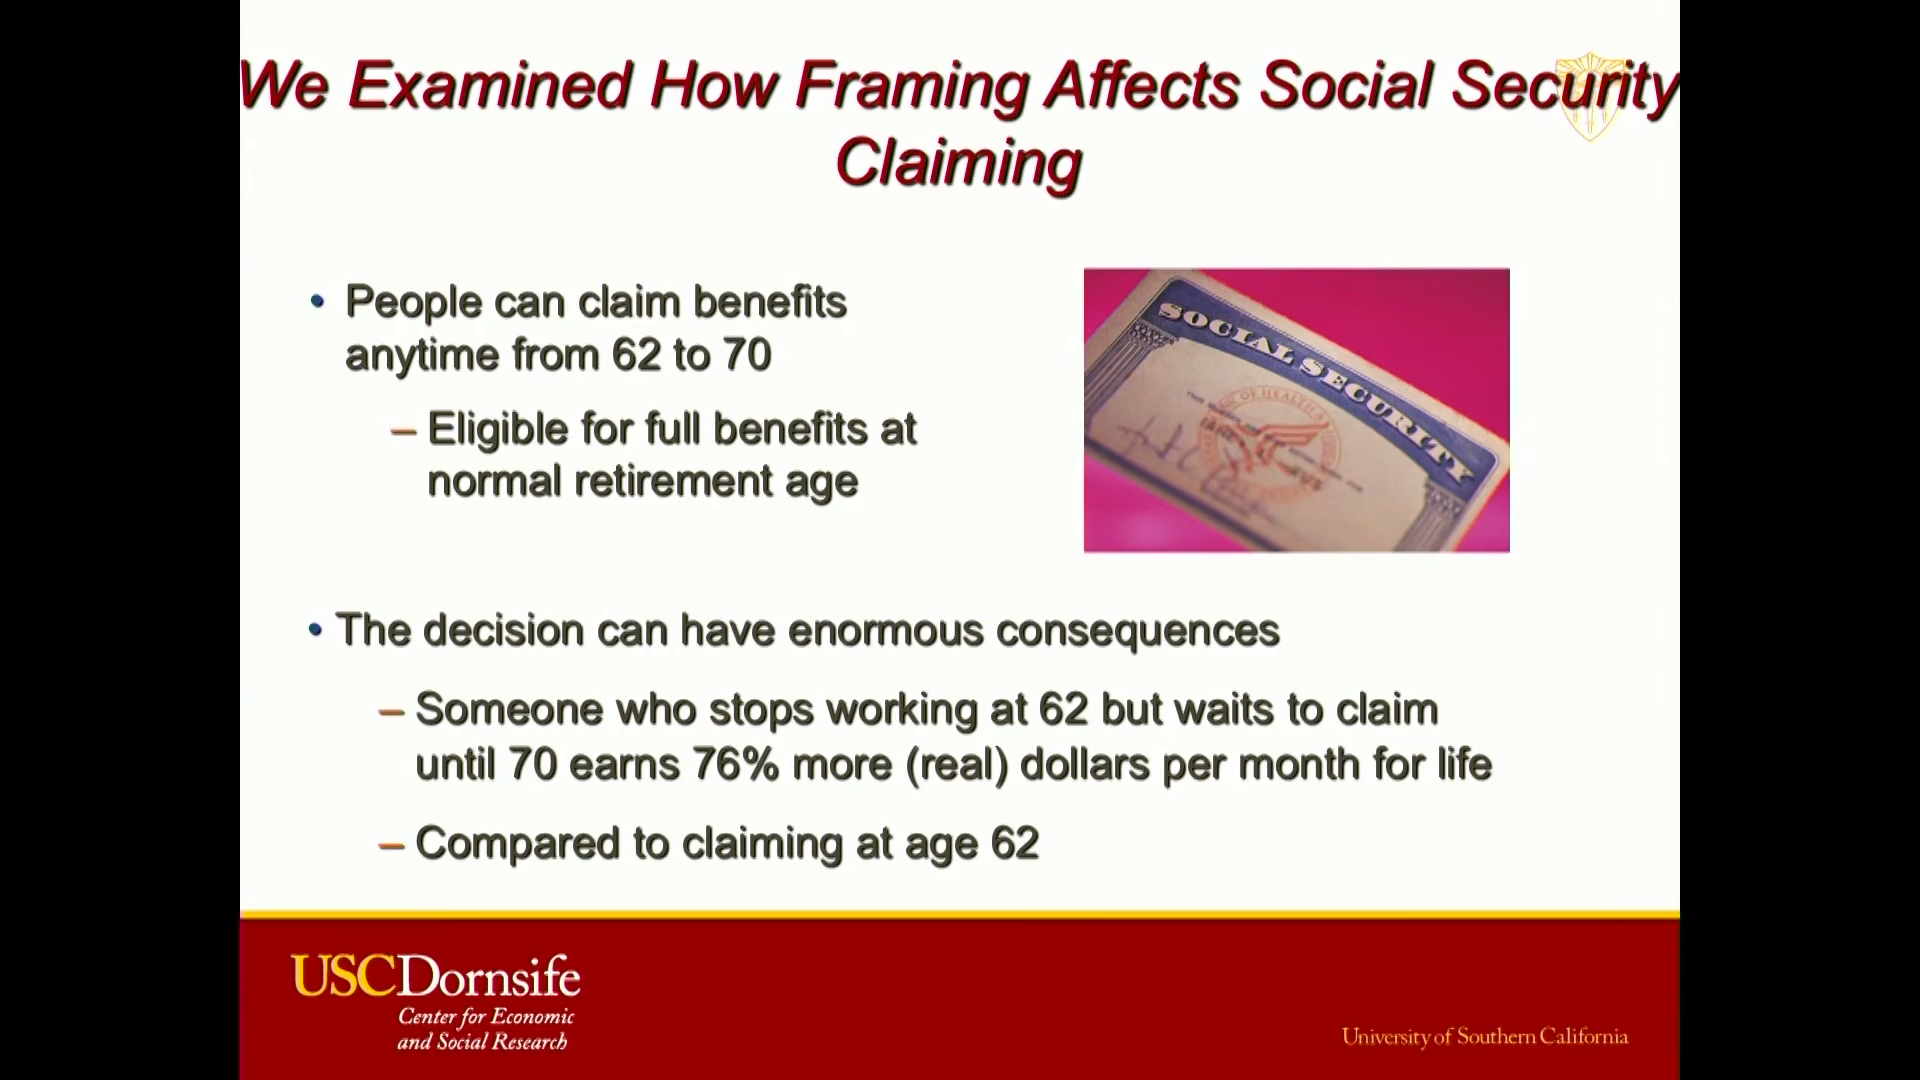 We Examined How Framing Affects Social Security
Claiming
• People can claim benefits
anytime from 62 to 70
– Eligible for full benefits at
normal retirement age
SOCIAL SECURITY
• The decision can have enormous consequences
– Someone who stops working at 62 but waits to claim
until 70 earns 76% more (real) dollars per month for life
– Compared to claiming at age 62
USCDornsife
Center for Economic
and Social Research
University of Southern California